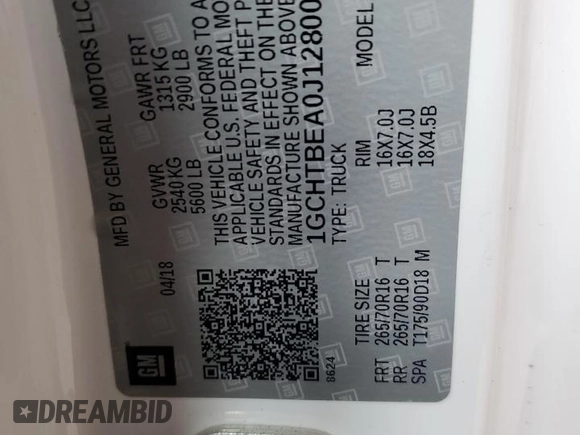 MFD BY GENERAL MOTORS LLC
04/18
GVWR
2540 KG
5600 LB
GAWR FRT
1315 KG
2900 LB
THIS VEHICLE CONFORMS TO A
APPLICABLE U.S. FEDERAL MOTO
VEHICLE SAFETY AND THEFT P
STANDARDS IN EFFECT ON THE
MANUFACTURE SHOWN ABOV
1GCHTBEA0J12800
TYPE: TRUCK
MODEL
TIRE SIZE RIM
FRT 265/70R16 T 16X7.0J
RR 265/70R16 T 16X7.0J
SPA T175/90D18 M 18X4.5B
8624
GM
DREAMBID